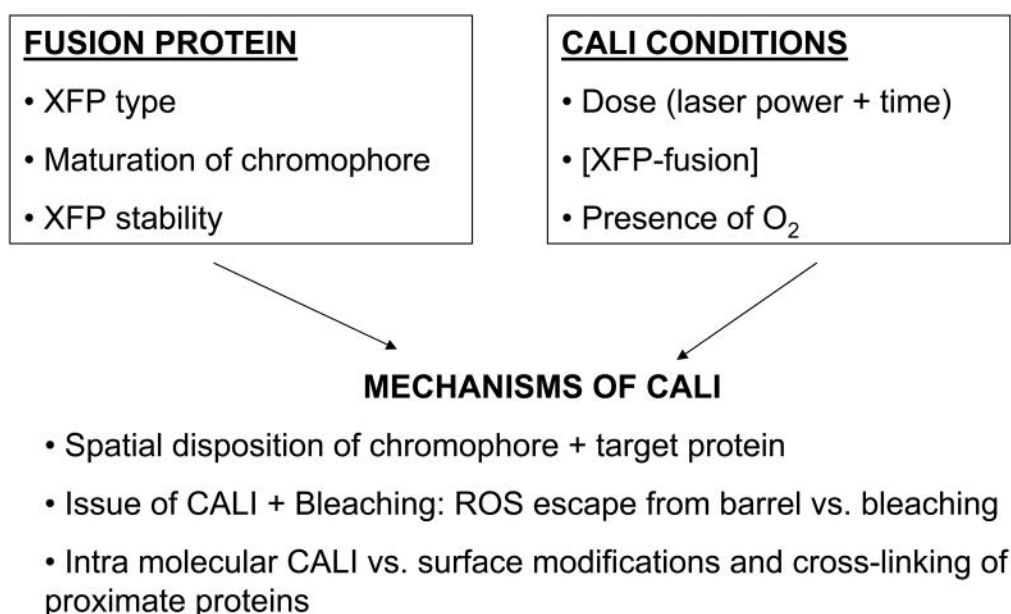 FUSION PROTEIN
• XFP type
• Maturation of chromophore
• XFP stability
CALI CONDITIONS
• Dose (laser power + time)
• [XFP-fusion]
• Presence of O₂
MECHANISMS OF CALI
• Spatial disposition of chromophore + target protein
• Issue of CALI + Bleaching: ROS escape from barrel vs. bleaching
• Intra molecular CALI vs. surface modifications and cross-linking of
proximate proteins